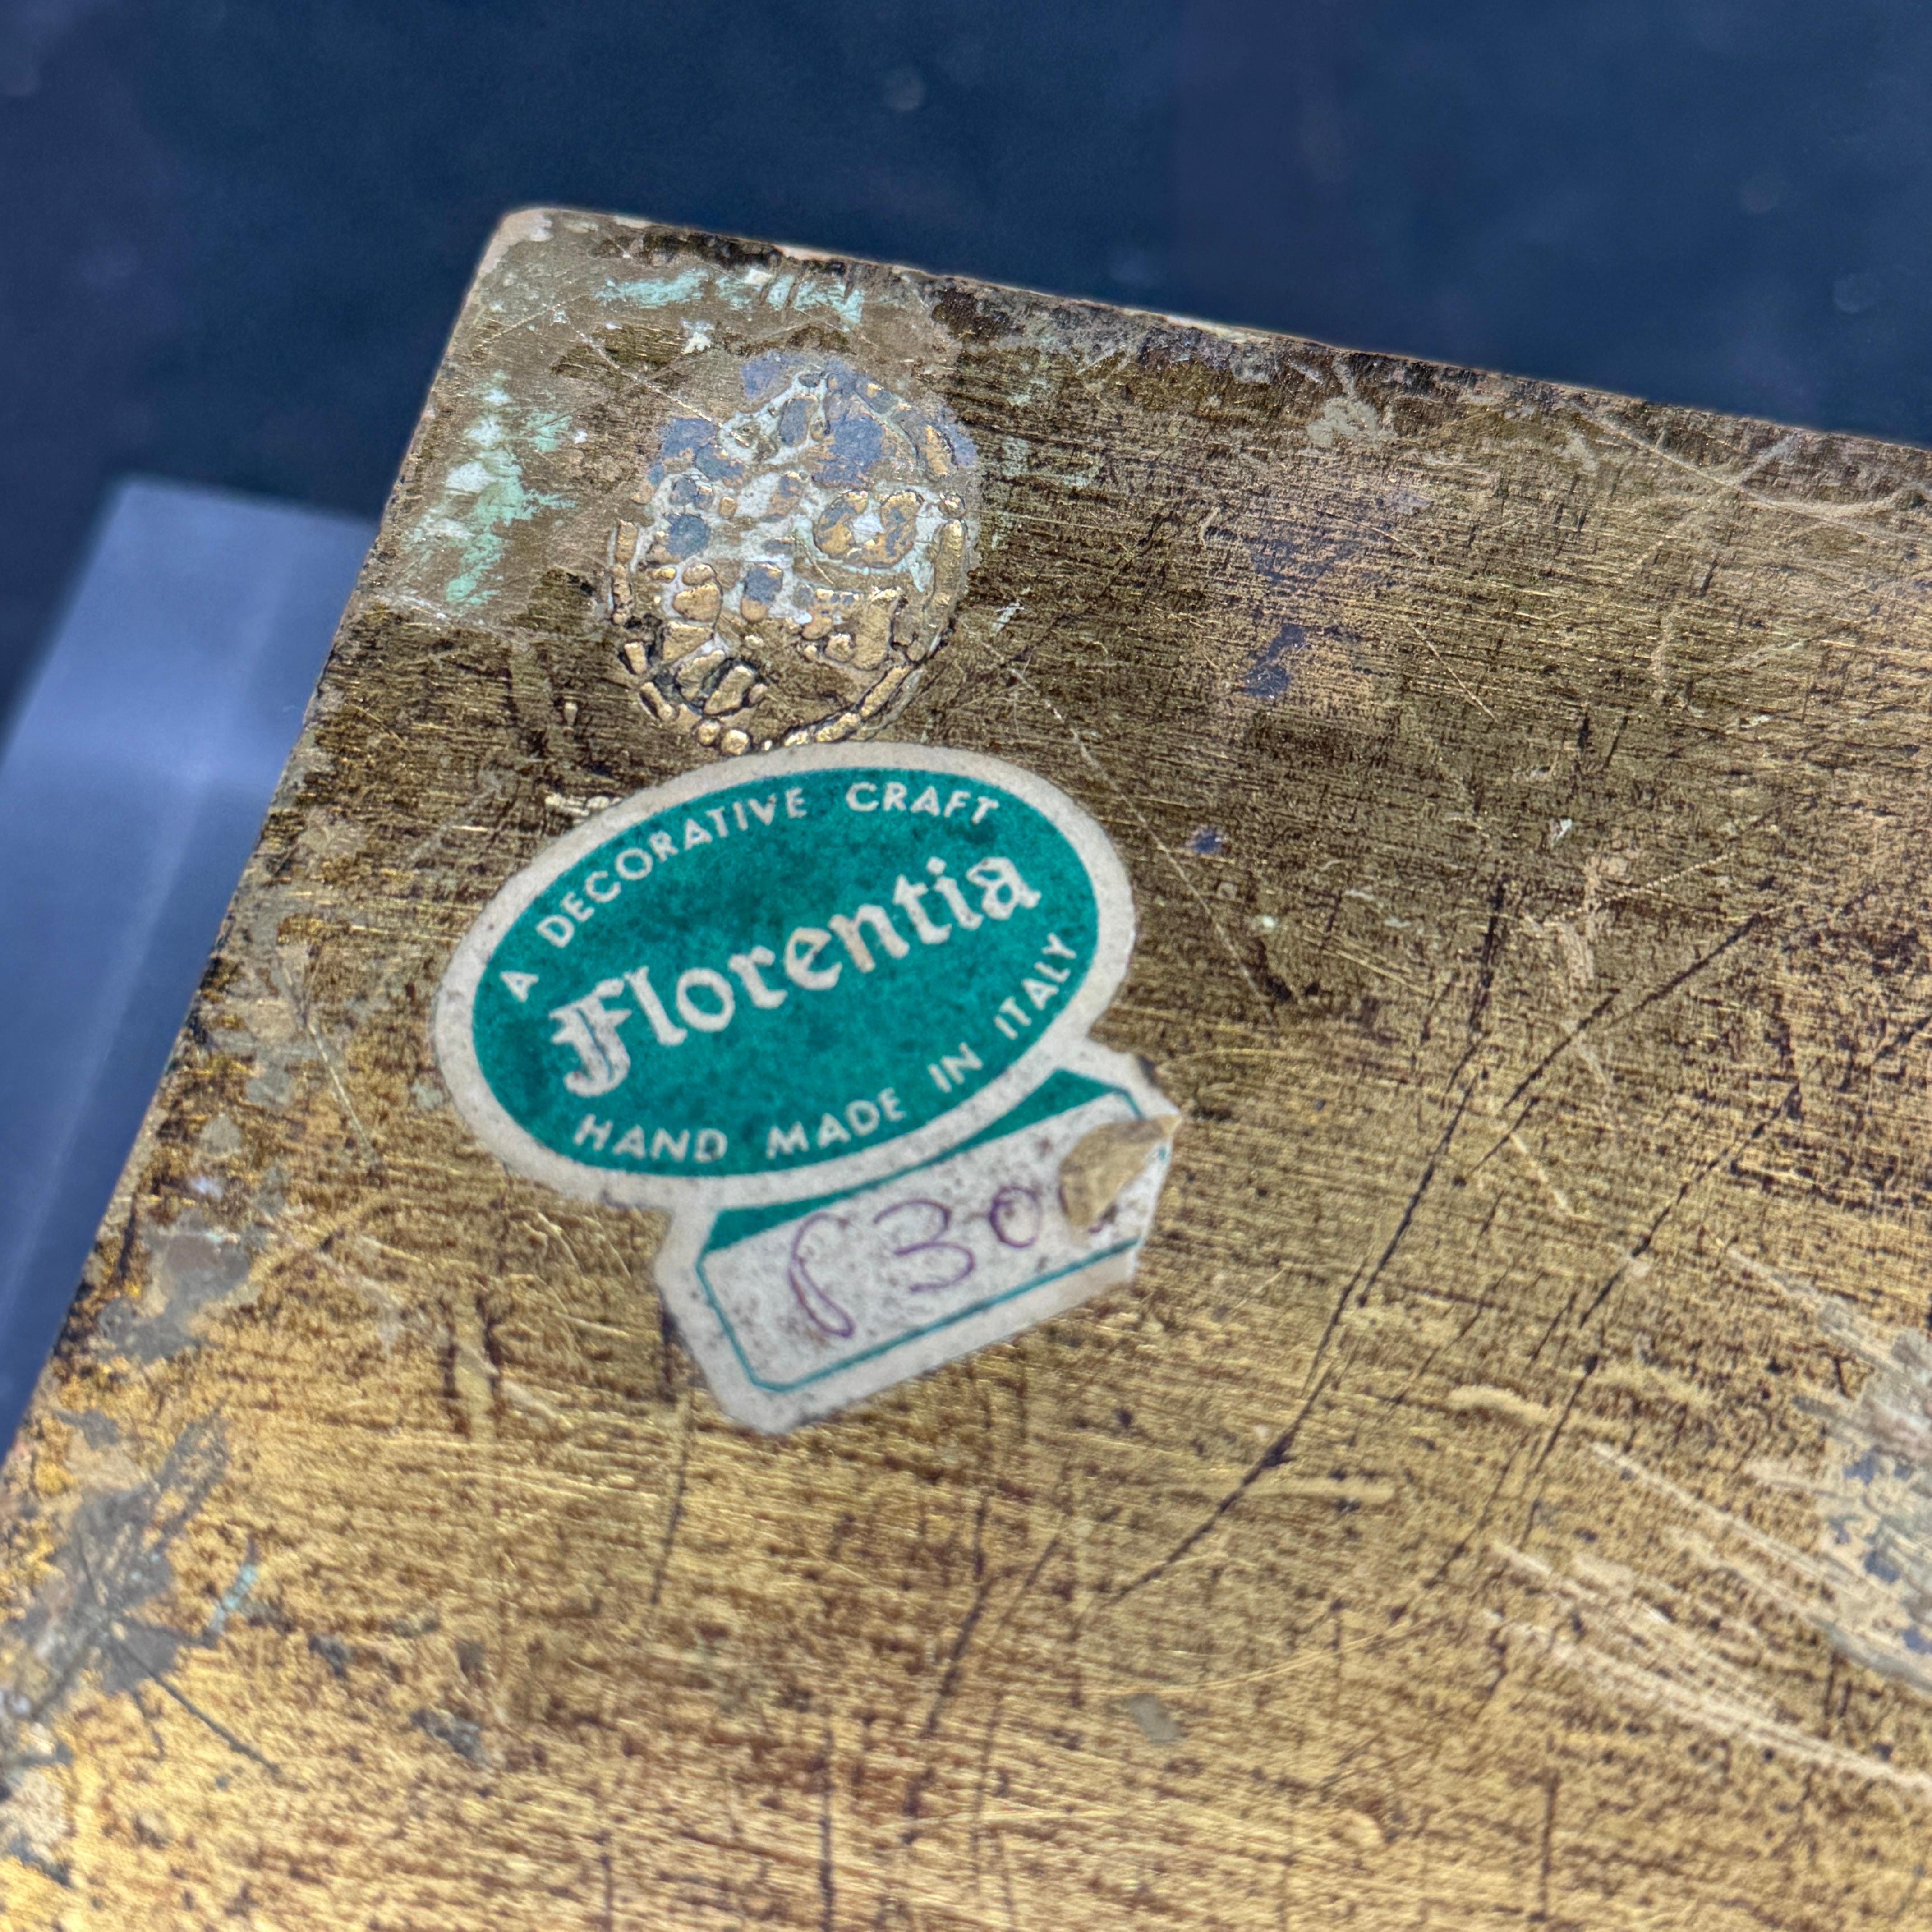 A DECORATIVE CRAFT
Florentia
HAND MADE IN ITALY